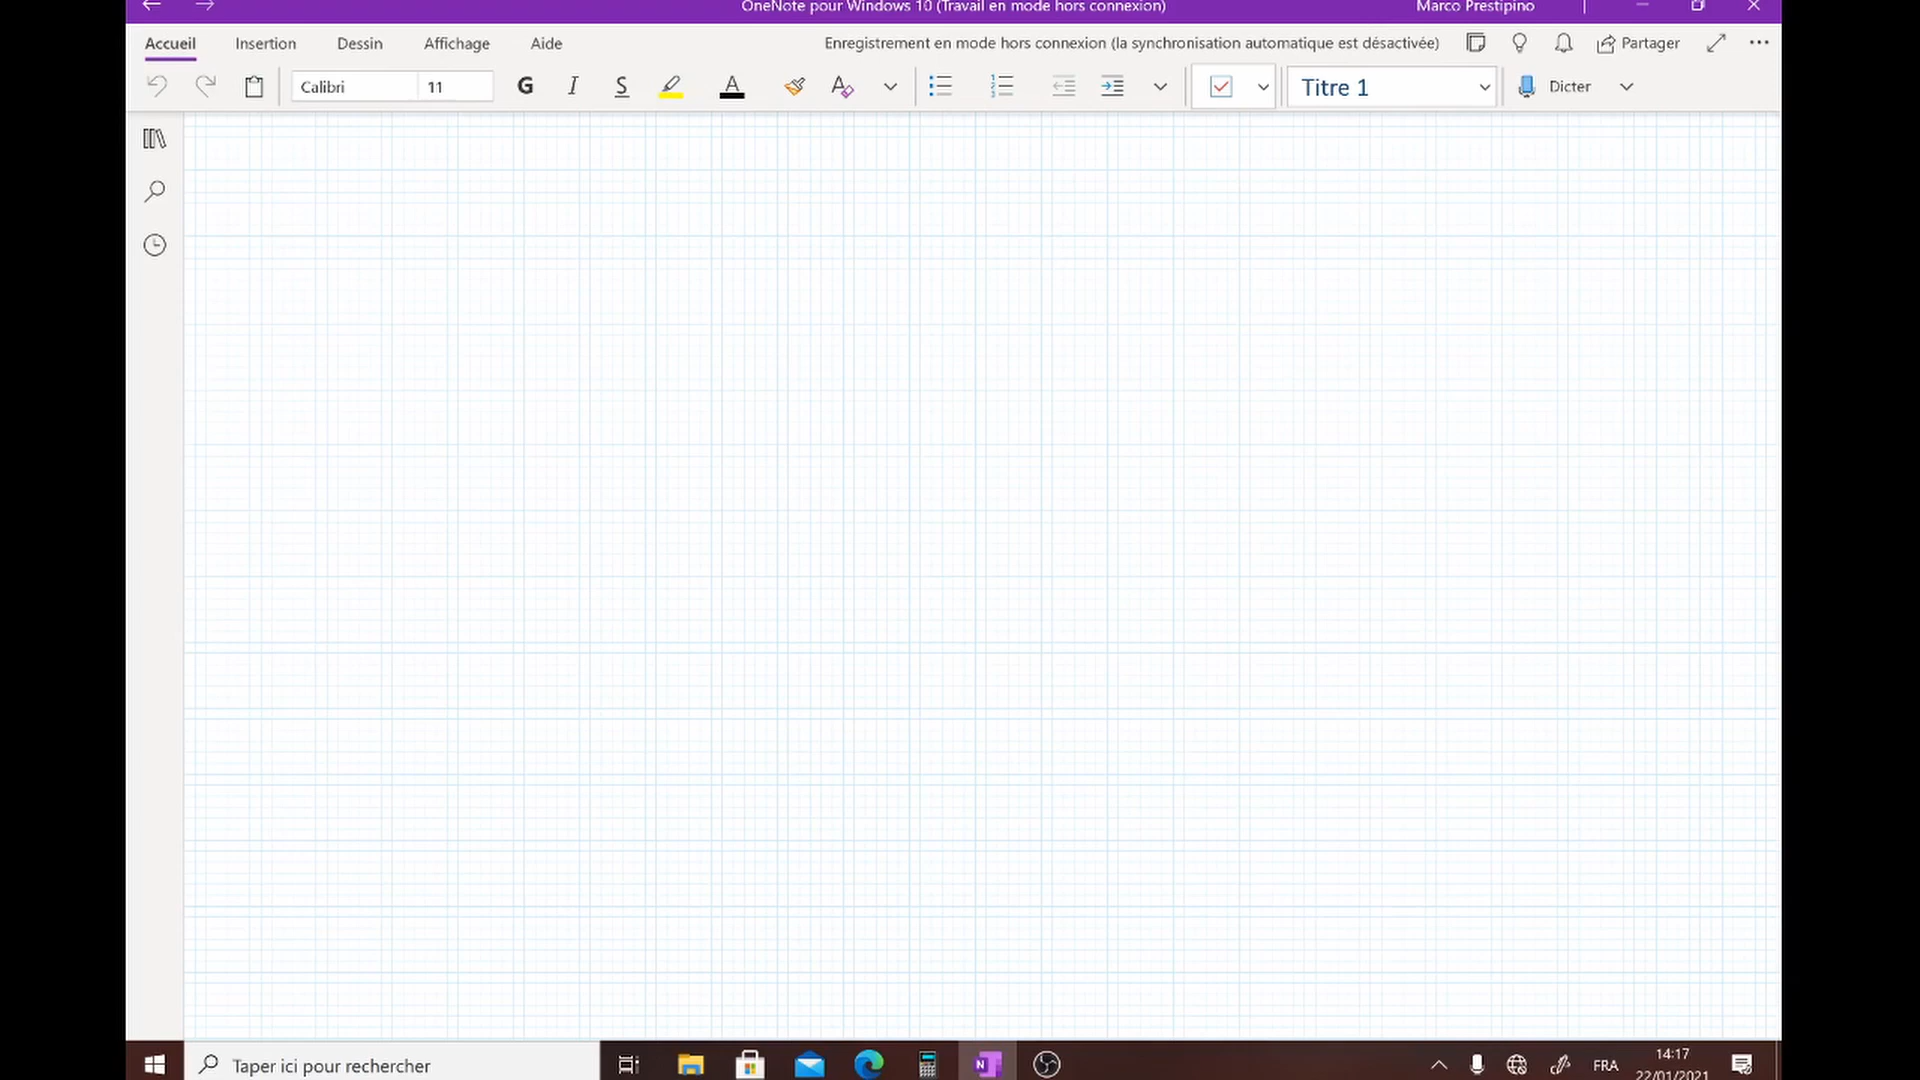 OneNote pour Windows 10 (Travail en mode hors connexion)
Marco Prestipino
Accueil Insertion Dessin Affichage Aide
Enregistrement en mode hors connexion (la synchronisation automatique est désactivée)
Partager
Calibri 11 G I S A A
Titre 1
Dicter
Taper ici pour rechercher
FRA
14:17
22/01/2021